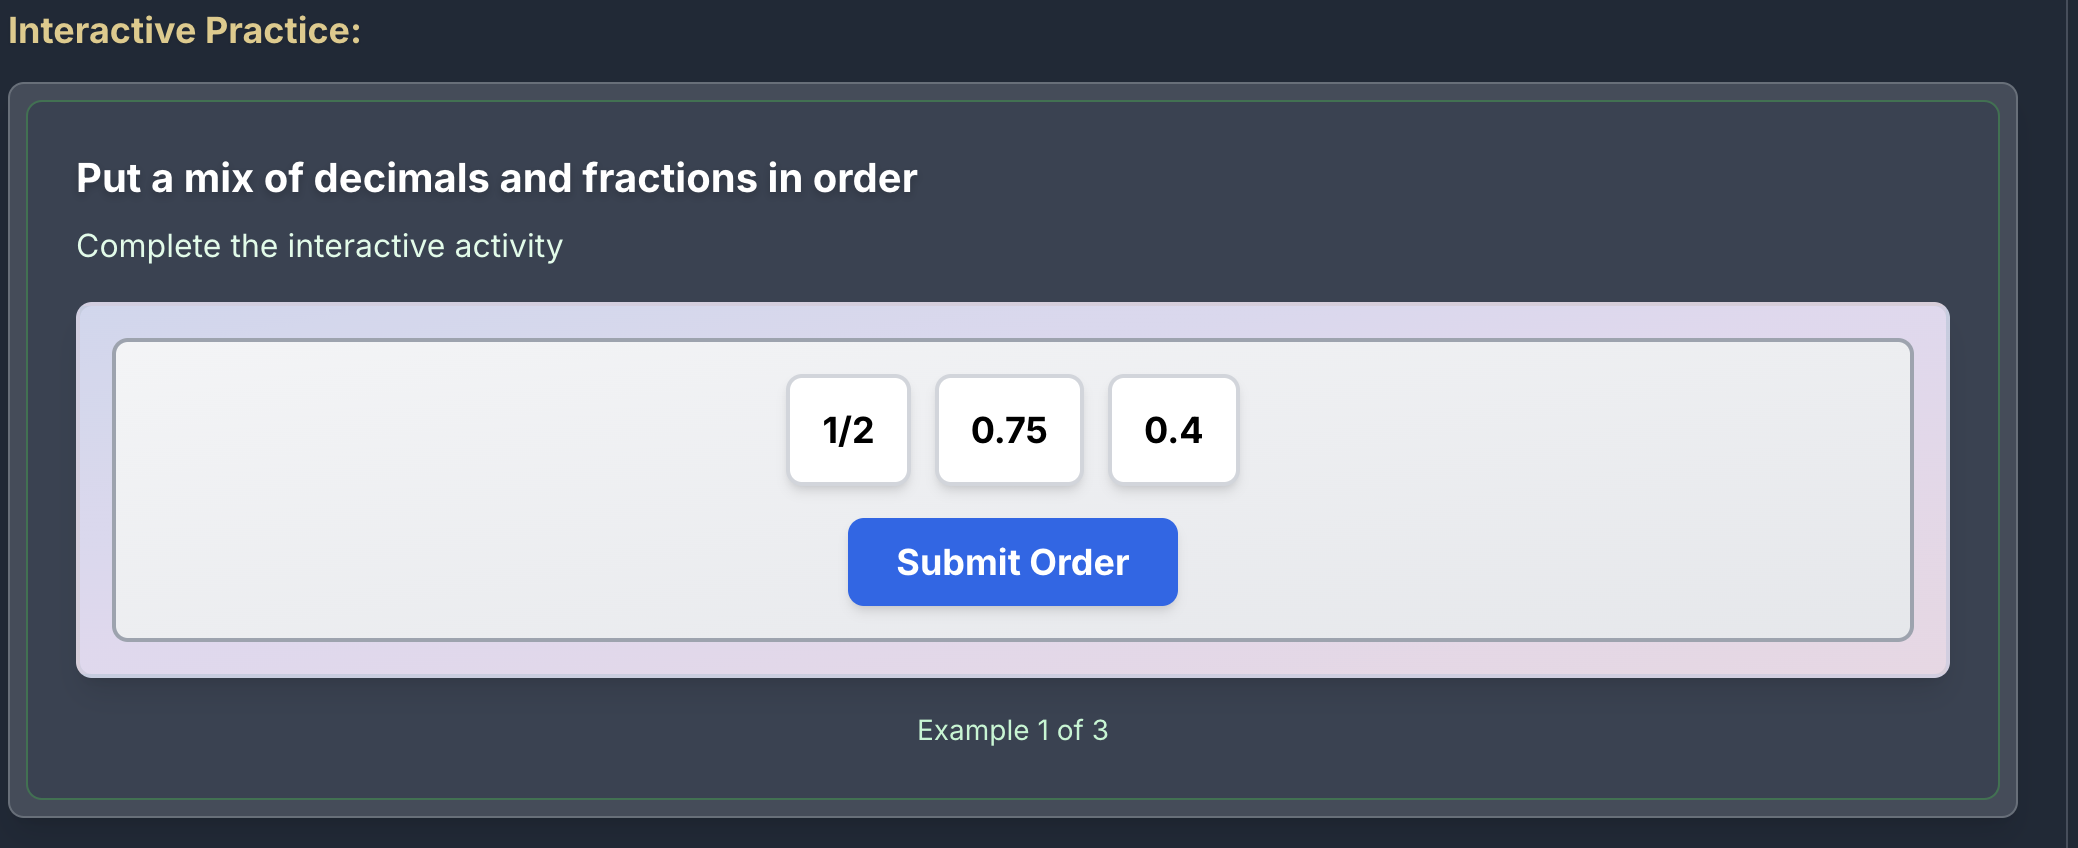 Interactive Practice:
Put a mix of decimals and fractions in order
Complete the interactive activity
1/2 0.75 0.4
Submit Order
Example 1 of 3